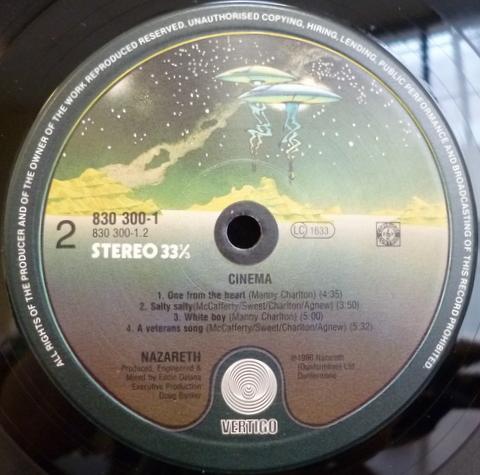 ALL RIGHTS OF THE PRODUCER AND OF THE OWNER OF THE WORK REPRODUCED RESERVED. UNAUTHORISED COPYING, HIRING, LENDING, PUBLIC PERFORMANCE AND BROADCASTING OF THIS RECORD PROHIBITED.
2
830 300-1
830 300-1.2
STEREO 33⅓
LC 1633
CINEMA
1. One from the heart (Manny Charlton) (4:35)
2. Salty salty(McCafferty/Sweet/Charlton/Agnew) (3:50)
3. White boy (Manny Charlton) (5:00)
4. A veterans song (McCafferty/Sweet/Charlton/Agnew) (5:32)
NAZARETH
Produced, Engineered &
Mixed by Eddie
Executive Production
Doug
℗1986 Nazareth
(Dunfermline) Ltd
Dunfermline
VERTIGO